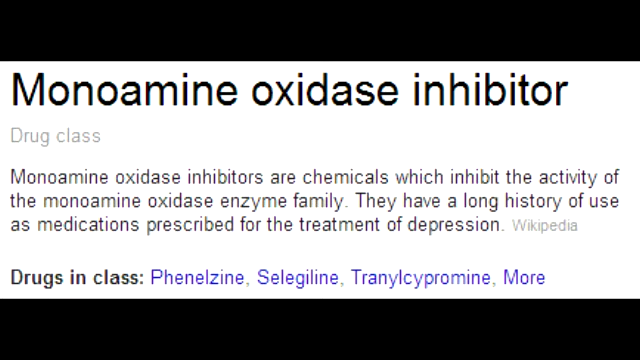 Monoamine oxidase inhibitor
Drug class
Monoamine oxidase inhibitors are chemicals which inhibit the activity of
the monoamine oxidase enzyme family. They have a long history of use
as medications prescribed for the treatment of depression. Wikipedia
Drugs in class: Phenelzine, Selegiline, Tranylcypromine, More